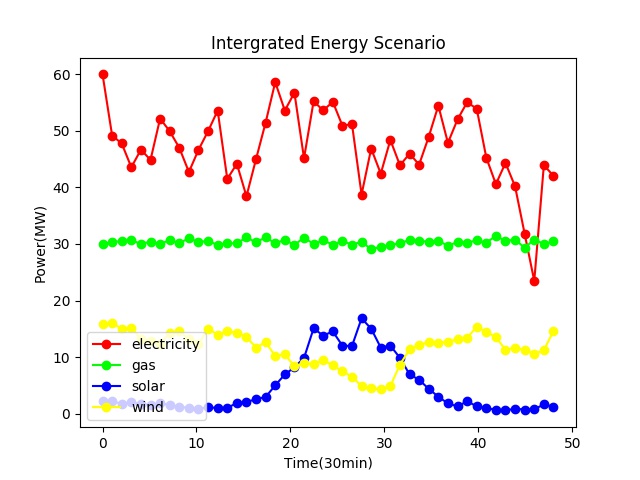 Intergrated Energy Scenario
Power(MW)
60
50
40
30
20
10
0
electricity
gas
solar
wind
0 10 20 30 40 50
Time(30min)